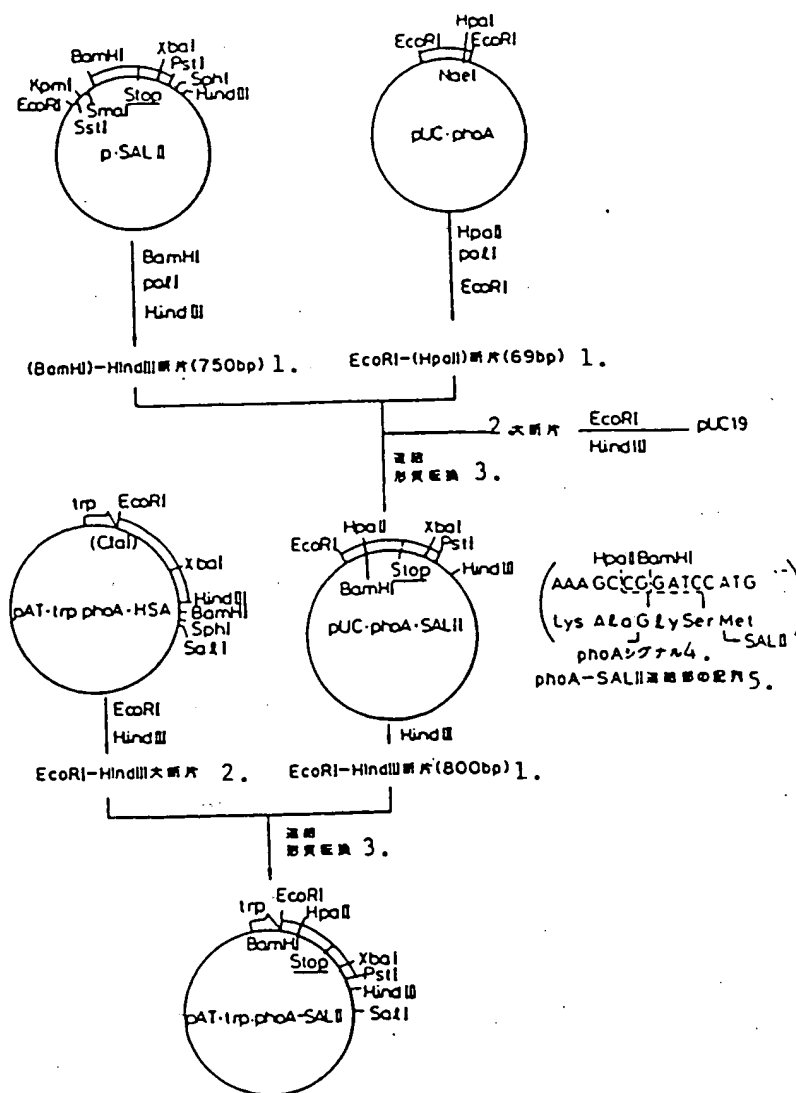 BamHI
XbaI
PstI
SphI
HindIII
KpmI
EcoRI
SstI
SmaI
Stop
p·SALII
HpaI
EcoRI
EcoRI
NaeI
pUC·phoA
BamHI
polI
HindIII
HpaII
polI
EcoRI
(BamHI)-HindIII断片(750bp) 1.
EcoRI-(HpaII)断片(69bp) 1.
2 大断片
EcoRI
HindIII
pUC19
連結
形質転換 3.
trp
EcoRI
(ClaI)
XbaI
HindIII
BamHI
SphI
SalI
pAT·trp phoA·HSA
HpaII
XbaI
PstI
EcoRI
HindIII
BamHI
Stop
pUC·phoA·SALII
HpaII BamHI
AAAGCCGGATCCATG
Lys Ala Gly Ser Met
SALII
phoAシグナル4.
phoA-SALII連結部の配列 5.
EcoRI
HindIII
HindIII
EcoRI-HindIII大断片 2.
EcoRI-HindIII断片(800bp) 1.
連結
形質転換 3.
trp
EcoRI
HpaII
BamHI
Stop
XbaI
PstI
HindIII
SalI
pAT·trp·phoA-SALII